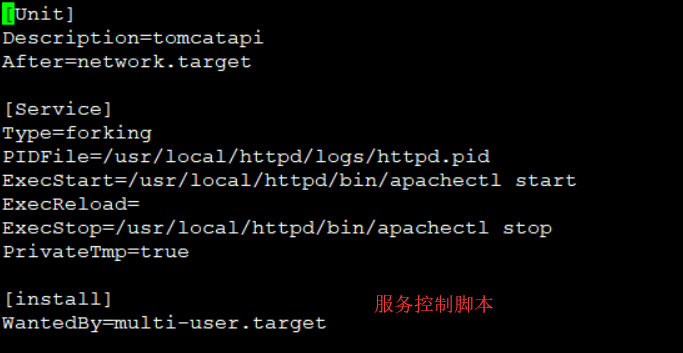 [Unit]
Description=tomcatapi
After=network.target
[Service]
Type=forking
PIDFile=/usr/local/httpd/logs/httpd.pid
ExecStart=/usr/local/httpd/bin/apachectl start
ExecReload=
ExecStop=/usr/local/httpd/bin/apachectl stop
PrivateTmp=true
[install]
服务控制脚本
WantedBy=multi-user.target